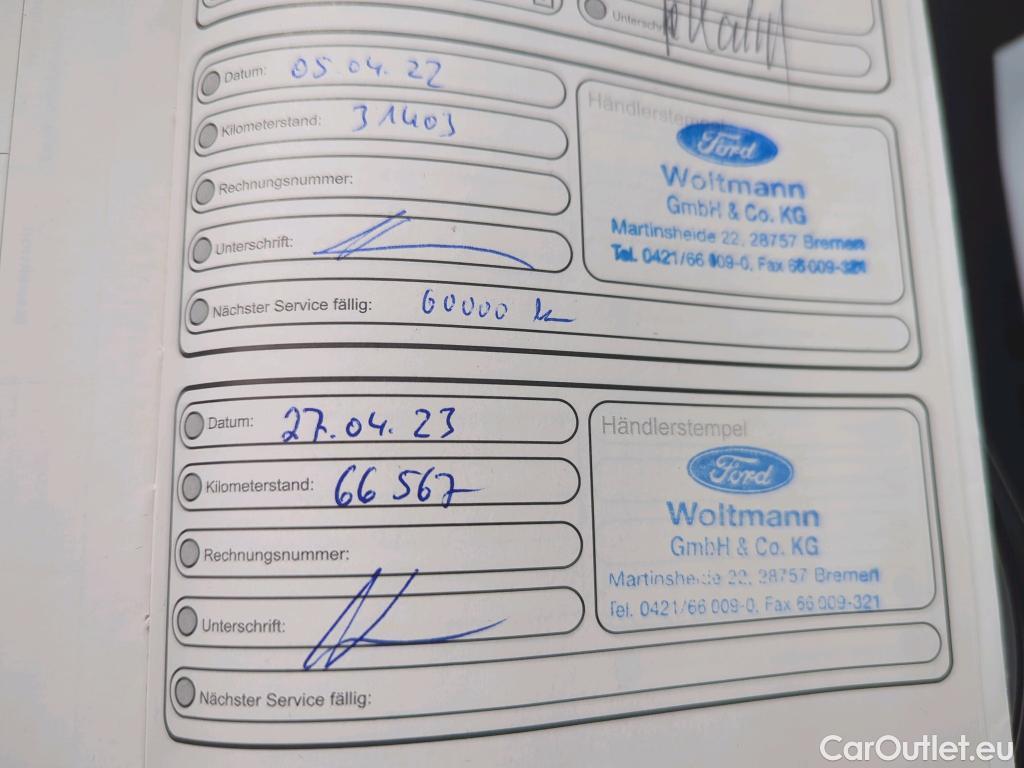 Datum: 05.04.22
Kilometerstand: 31403
Rechnungsnummer:
Unterschrift:
Nächster Service fällig: 60000 k
Händlerstempel
Ford
Woltmann
GmbH & Co. KG
Martinsheide 22, 28757 Bremen
Tel. 0421/66 009-0, Fax 66 009-321
Datum: 27.04.23
Kilometerstand: 66 567
Rechnungsnummer:
Unterschrift:
Nächster Service fällig:
Händlerstempel
Ford
Woltmann
GmbH & Co. KG
Martinsheide 22, 28757 Bremen
Tel. 0421/66 009-0, Fax 66 009-321
CarOutlet.eu